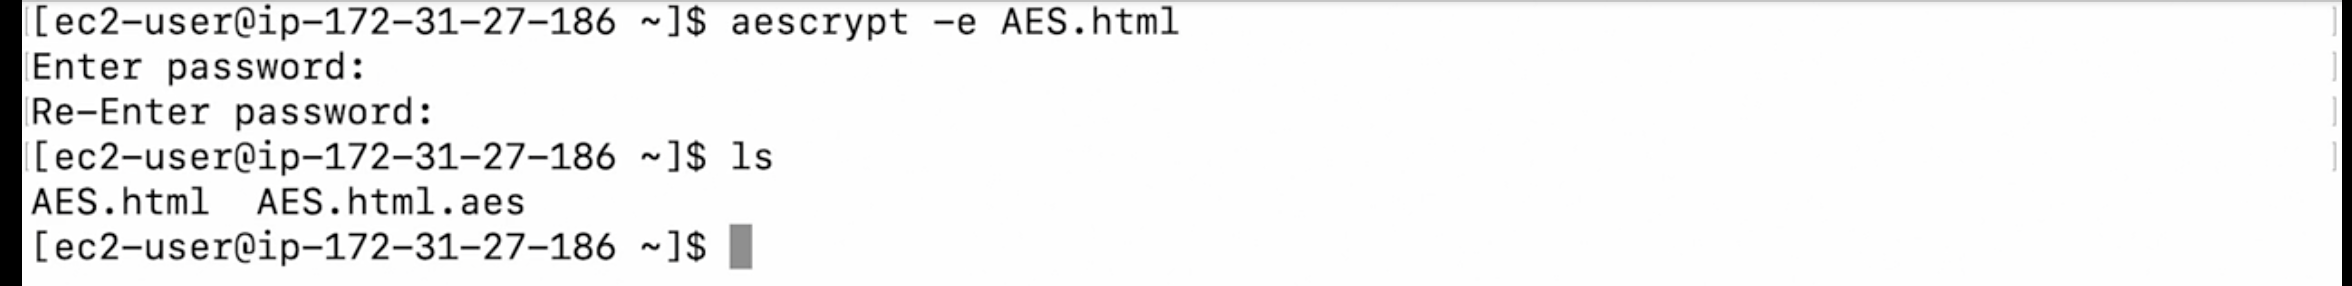 [ec2-user@ip-172-31-27-186 ~]$ aescrypt -e AES.html
Enter password:
Re-Enter password:
[ec2-user@ip-172-31-27-186 ~]$ ls
AES.html  AES.html.aes
[ec2-user@ip-172-31-27-186 ~]$